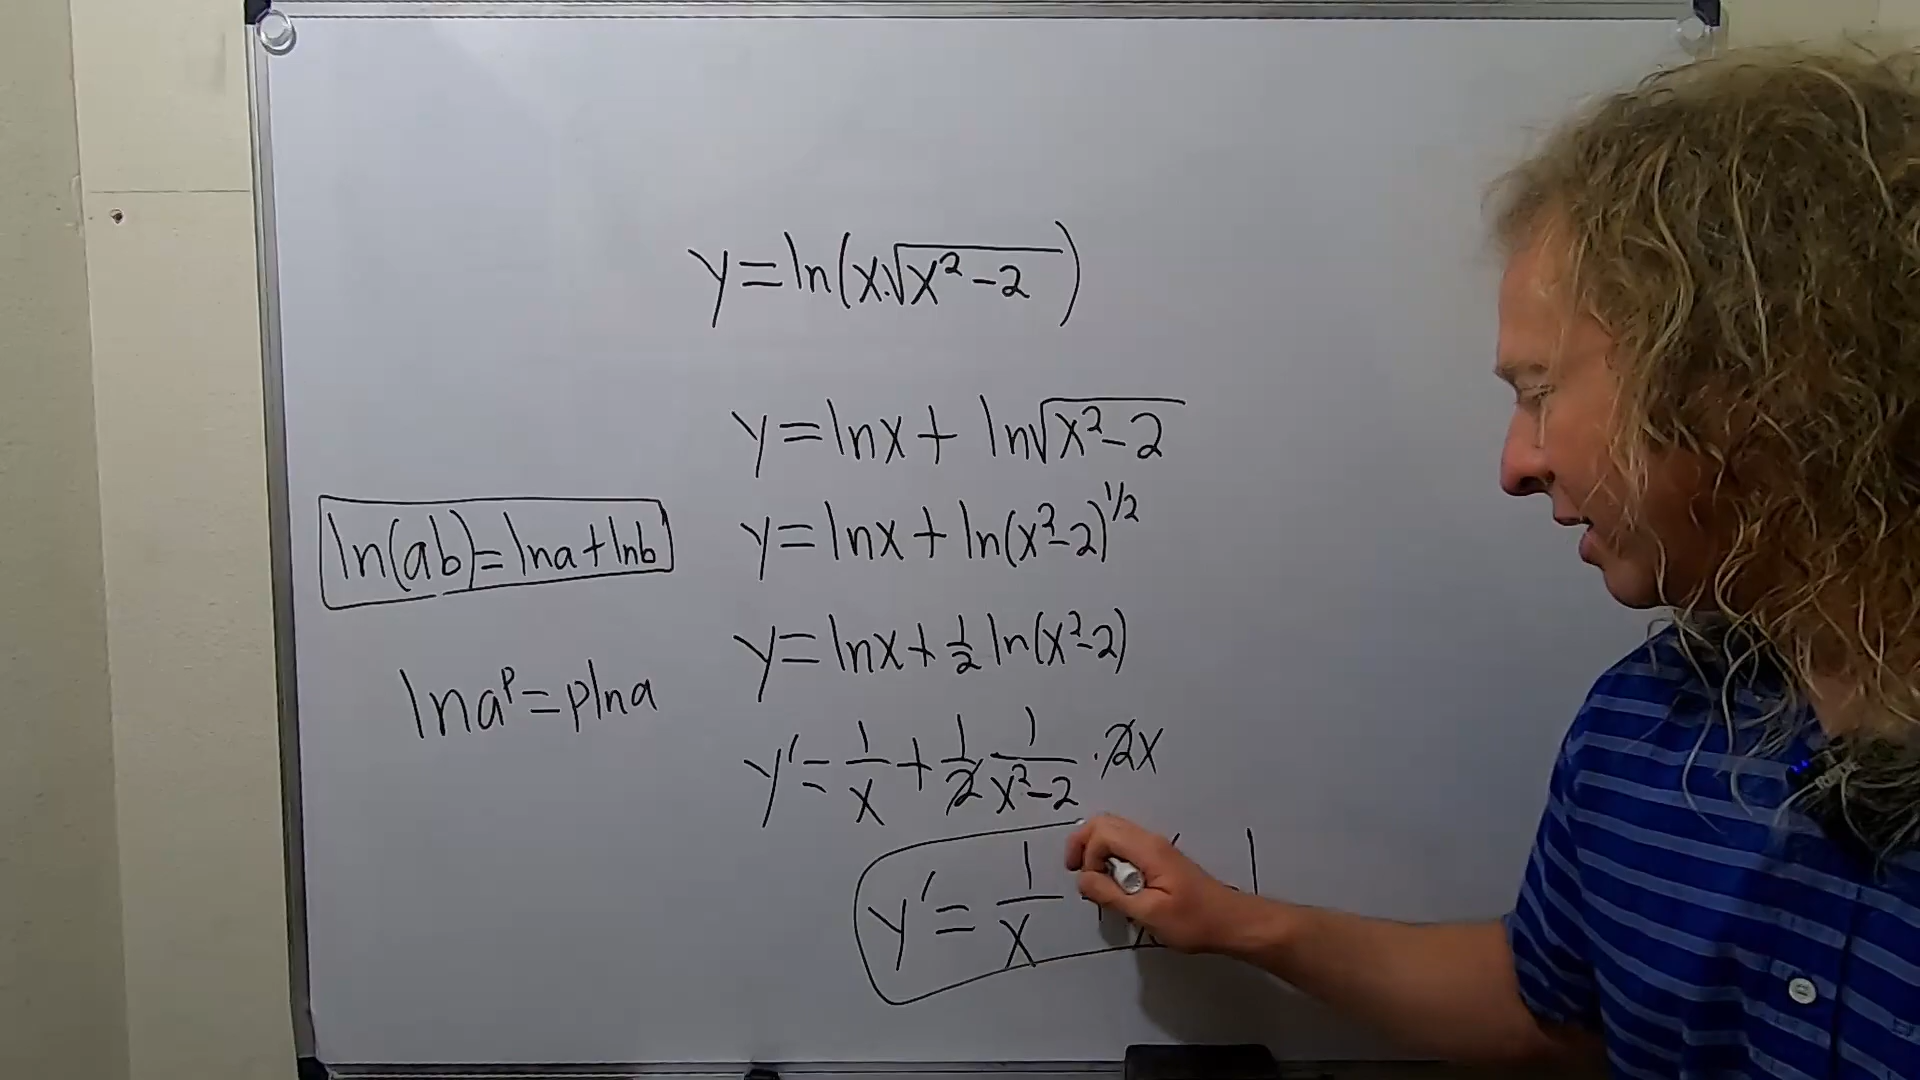 y=ln(x·√(x²-2))
y=lnx+ ln√(x²-2)
y=lnx+ln(x²-2)^(1/2)
y=lnx+½ln(x²-2)
y'=1/x+1/2 1/(x²-2)·2x
y'=1/x
ln(ab)=lna+lnb
lna^p=plna